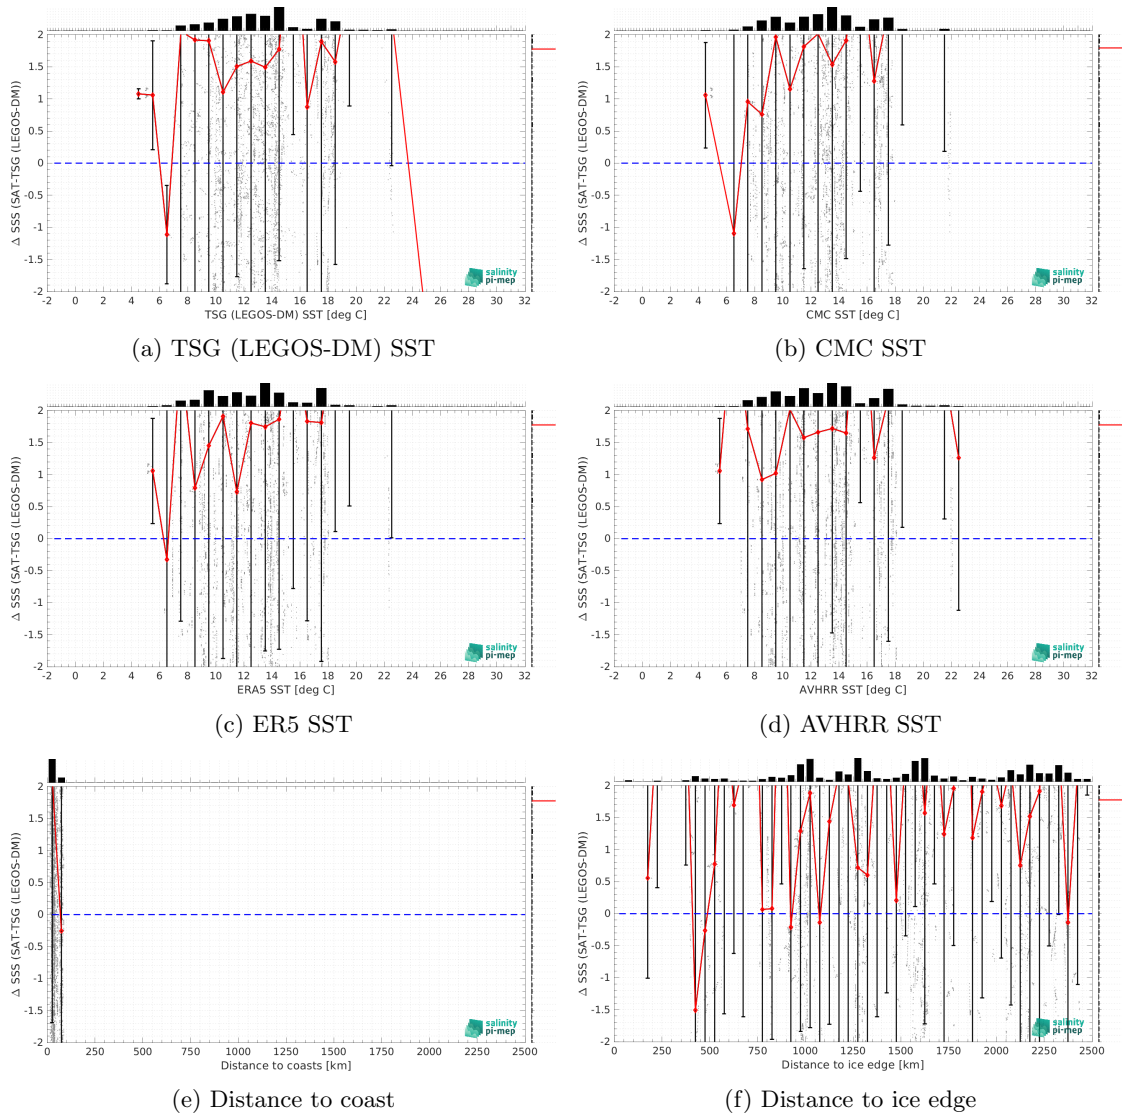 2
1.5
1
0.5
0
-0.5
-1
-1.5
-2
Δ SSS (SAT-TSG (LEGOS-DM))
-2 0 2 4 6 8 10 12 14 16 18 20 22 24 26 28 30 32
TSG (LEGOS-DM) SST [deg C]
salinity
pi-mep
(a) TSG (LEGOS-DM) SST
2
1.5
1
0.5
0
-0.5
-1
-1.5
-2
Δ SSS (SAT-TSG (LEGOS-DM))
-2 0 2 4 6 8 10 12 14 16 18 20 22 24 26 28 30 32
CMC SST [deg C]
salinity
pi-mep
(b) CMC SST
2
1.5
1
0.5
0
-0.5
-1
-1.5
-2
Δ SSS (SAT-TSG (LEGOS-DM))
-2 0 2 4 6 8 10 12 14 16 18 20 22 24 26 28 30 32
ERA5 SST [deg C]
salinity
pi-mep
(c) ER5 SST
2
1.5
1
0.5
0
-0.5
-1
-1.5
-2
Δ SSS (SAT-TSG (LEGOS-DM))
-2 0 2 4 6 8 10 12 14 16 18 20 22 24 26 28 30 32
AVHRR SST [deg C]
salinity
pi-mep
(d) AVHRR SST
2
1.5
1
0.5
0
-0.5
-1
-1.5
-2
Δ SSS (SAT-TSG (LEGOS-DM))
0 250 500 750 1000 1250 1500 1750 2000 2250 2500
Distance to coasts [km]
salinity
pi-mep
(e) Distance to coast
2
1.5
1
0.5
0
-0.5
-1
-1.5
-2
Δ SSS (SAT-TSG (LEGOS-DM))
0 250 500 750 1000 1250 1500 1750 2000 2250 2500
Distance to ice edge [km]
salinity
pi-mep
(f) Distance to ice edge